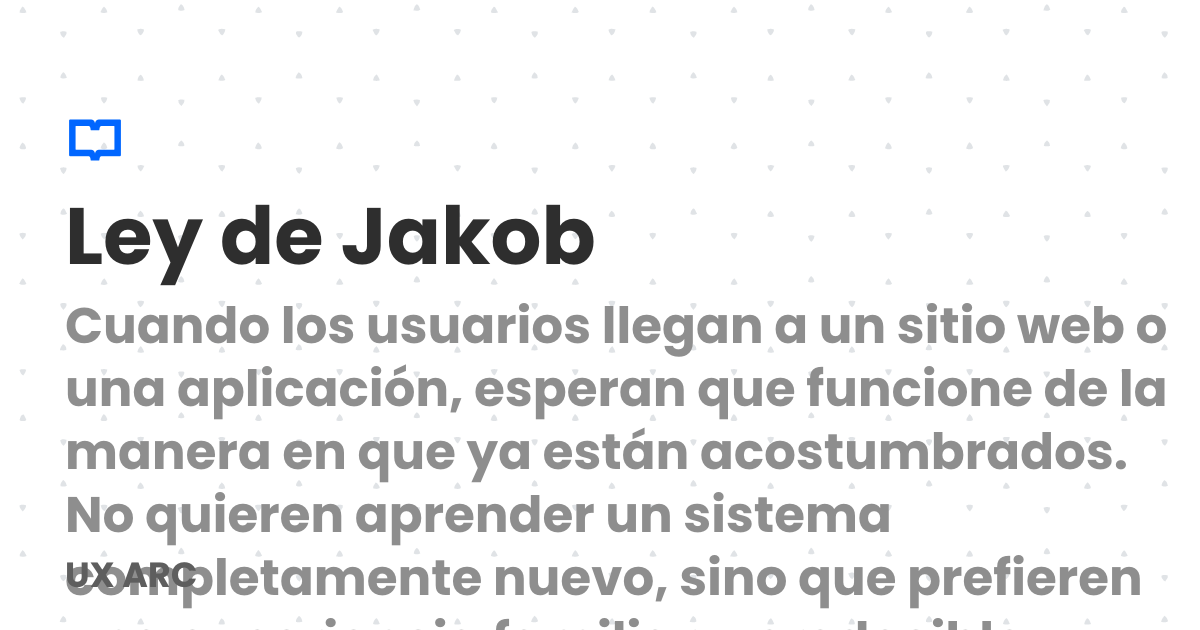 Ley de Jakob
Cuando los usuarios llegan a un sitio web o
una aplicación, esperan que funcione de la
manera en que ya están acostumbrados.
No quieren aprender un sistema
completamente nuevo, sino que prefieren
UX ARC